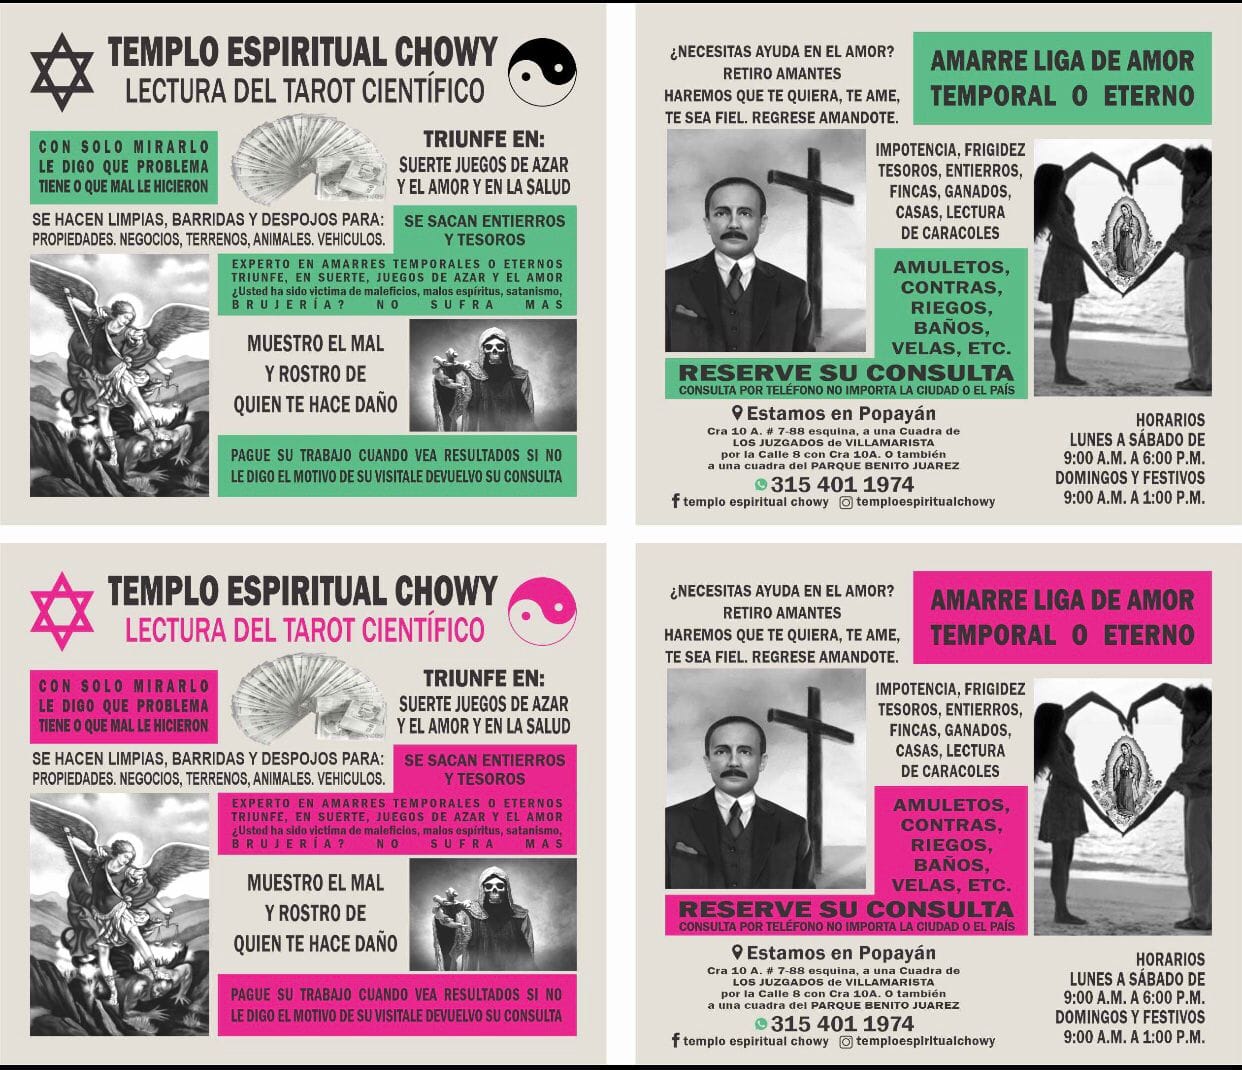 TEMPLO ESPIRITUAL CHOWY
LECTURA DEL TAROT CIENTÍFICO
CON SOLO MIRARLO
LE DIGO QUE PROBLEMA
TIENE O QUE MAL LE HICIERON
TRIUNFE EN:
SUERTE JUEGOS DE AZAR
Y EL AMOR Y EN LA SALUD
SE HACEN LIMPIAS, BARRIDAS Y DESPOJOS PARA:
PROPIEDADES. NEGOCIOS, TERRENOS, ANIMALES. VEHICULOS.
SE SACAN ENTIERROS
Y TESOROS
EXPERTO EN AMARRES TEMPORALES O ETERNOS
TRIUNFE, EN SUERTE, JUEGOS DE AZAR Y EL AMOR
¿Usted ha sido victima de maleficios, malos espíritus, satanismo,
BRUJERÍA? NO SUFRA MAS
MUESTRO EL MAL
Y ROSTRO DE
QUIEN TE HACE DAÑO
PAGUE SU TRABAJO CUANDO VEA RESULTADOS SI NO
LE DIGO EL MOTIVO DE SU VISITALE DEVUELVO SU CONSULTA
¿NECESITAS AYUDA EN EL AMOR?
RETIRO AMANTES
HAREMOS QUE TE QUIERA, TE AME,
TE SEA FIEL. REGRESE AMANDOTE.
AMARRE LIGA DE AMOR
TEMPORAL O ETERNO
IMPOTENCIA, FRIGIDEZ
TESOROS, ENTIERROS,
FINCAS, GANADOS,
CASAS, LECTURA
DE CARACOLES
AMULETOS,
CONTRAS,
RIEGOS,
BAÑOS,
VELAS, ETC.
RESERVE SU CONSULTA
CONSULTA POR TELÉFONO NO IMPORTA LA CIUDAD O EL PAÍS
Estamos en Popayán
Cra 10 A. # 7-88 esquina, a una Cuadra de
LOS JUZGADOS de VILLAMARISTA
por la Calle 8 con Cra 10A. O también
a una cuadra del PARQUE BENITO JUAREZ
315 401 1974
templo espiritual chowy temploespiritualchowy
HORARIOS
LUNES A SÁBADO DE
9:00 A.M. A 6:00 P.M.
DOMINGOS Y FESTIVOS
9:00 A.M. A 1:00 P.M.
TEMPLO ESPIRITUAL CHOWY
LECTURA DEL TAROT CIENTÍFICO
CON SOLO MIRARLO
LE DIGO QUE PROBLEMA
TIENE O QUE MAL LE HICIERON
TRIUNFE EN:
SUERTE JUEGOS DE AZAR
Y EL AMOR Y EN LA SALUD
SE HACEN LIMPIAS, BARRIDAS Y DESPOJOS PARA:
PROPIEDADES. NEGOCIOS, TERRENOS, ANIMALES. VEHICULOS.
SE SACAN ENTIERROS
Y TESOROS
EXPERTO EN AMARRES TEMPORALES O ETERNOS
TRIUNFE, EN SUERTE, JUEGOS DE AZAR Y EL AMOR
¿Usted ha sido victima de maleficios, malos espíritus, satanismo,
BRUJERÍA? NO SUFRA MAS
MUESTRO EL MAL
Y ROSTRO DE
QUIEN TE HACE DAÑO
PAGUE SU TRABAJO CUANDO VEA RESULTADOS SI NO
LE DIGO EL MOTIVO DE SU VISITALE DEVUELVO SU CONSULTA
¿NECESITAS AYUDA EN EL AMOR?
RETIRO AMANTES
HAREMOS QUE TE QUIERA, TE AME,
TE SEA FIEL. REGRESE AMANDOTE.
AMARRE LIGA DE AMOR
TEMPORAL O ETERNO
IMPOTENCIA, FRIGIDEZ
TESOROS, ENTIERROS,
FINCAS, GANADOS,
CASAS, LECTURA
DE CARACOLES
AMULETOS,
CONTRAS,
RIEGOS,
BAÑOS,
VELAS, ETC.
RESERVE SU CONSULTA
CONSULTA POR TELÉFONO NO IMPORTA LA CIUDAD O EL PAÍS
Estamos en Popayán
Cra 10 A. # 7-88 esquina, a una Cuadra de
LOS JUZGADOS de VILLAMARISTA
por la Calle 8 con Cra 10A. O también
a una cuadra del PARQUE BENITO JUAREZ
315 401 1974
templo espiritual chowy temploespiritualchowy
HORARIOS
LUNES A SÁBADO DE
9:00 A.M. A 6:00 P.M.
DOMINGOS Y FESTIVOS
9:00 A.M. A 1:00 P.M.